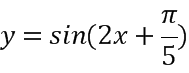 y = sin(2x + π/5)